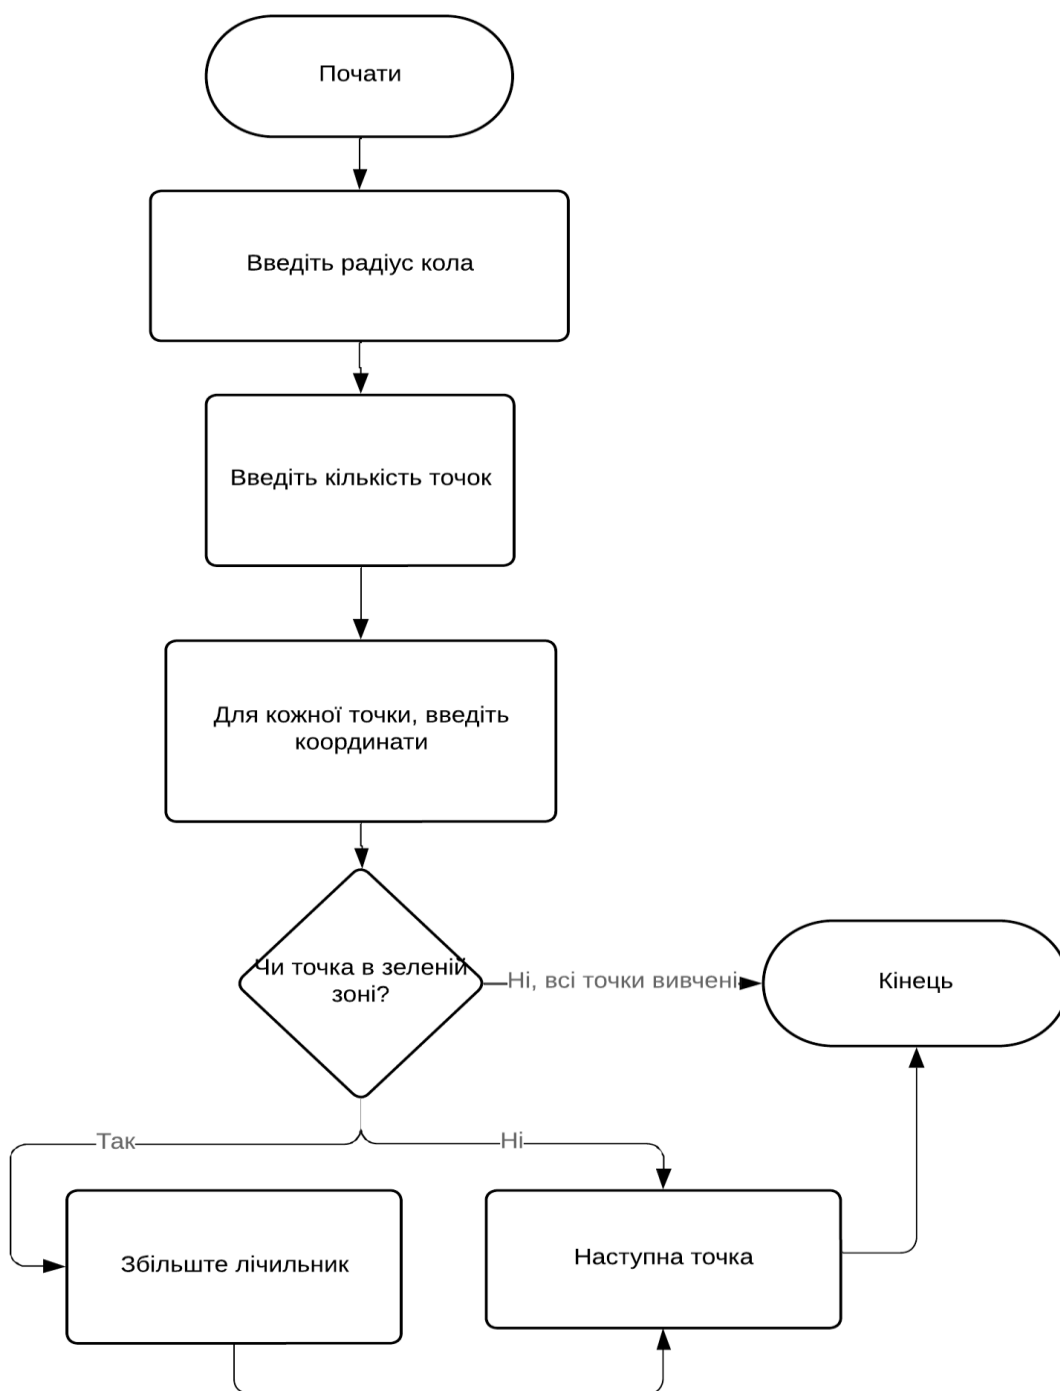 Почати
Введіть радіус кола
Введіть кількість точок
Для кожної точки, введіть
координати
Чи точка в зеленій
зоні?
Ні, всі точки вивчені
Кінець
Так
Ні
Збільште лічильник
Наступна точка